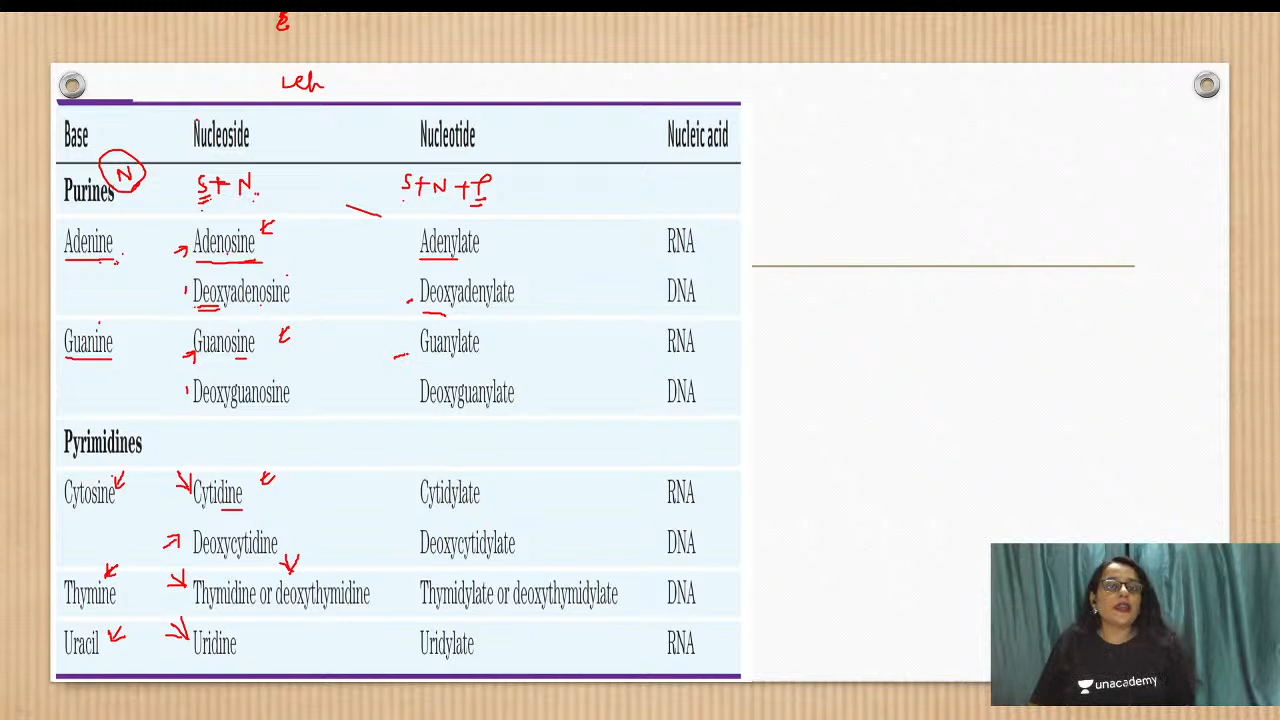 Base Nucleoside Nucleotide Nucleic acid
N
Purines S+N S+N+P
Adenine Adenosine Adenylate RNA
Deoxyadenosine Deoxyadenylate DNA
Guanine Guanosine Guanylate RNA
Deoxyguanosine Deoxyguanylate DNA
Pyrimidines
Cytosine Cytidine Cytidylate RNA
Deoxycytidine Deoxycytidylate DNA
Thymine Thymidine or deoxythymidine Thymidylate or deoxythymidylate DNA
Uracil Uridine Uridylate RNA
unacademy